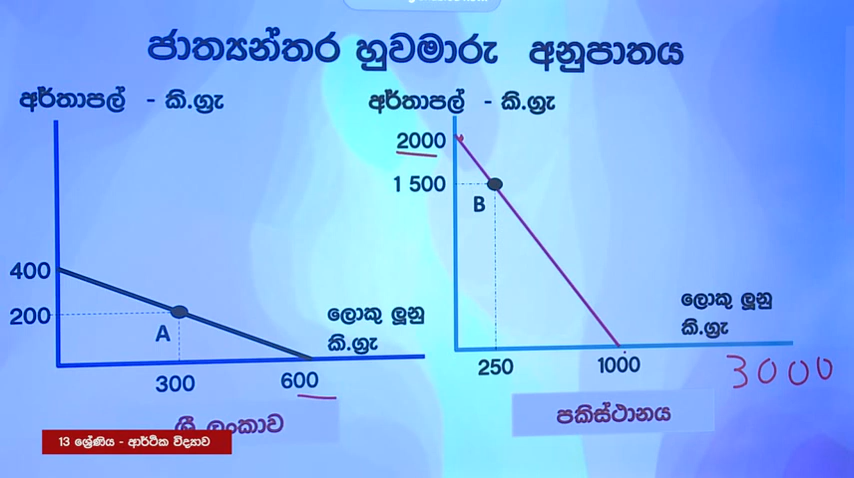 ජාත්‍යන්තර හුවමාරු අනුපාතය
අර්තාපල් - කි.ග්‍රෑ
400
200
A
300
600
ලොකු ලූනු
කි.ග්‍රෑ
ශ්‍රී ලංකාව
අර්තාපල් - කි.ග්‍රෑ
2000
1 500
B
250
1000
ලොකු ලූනු
කි.ග්‍රෑ
3000
පකිස්ථානය
13 ශ්‍රේණිය - ආර්ථික විද්‍යාව